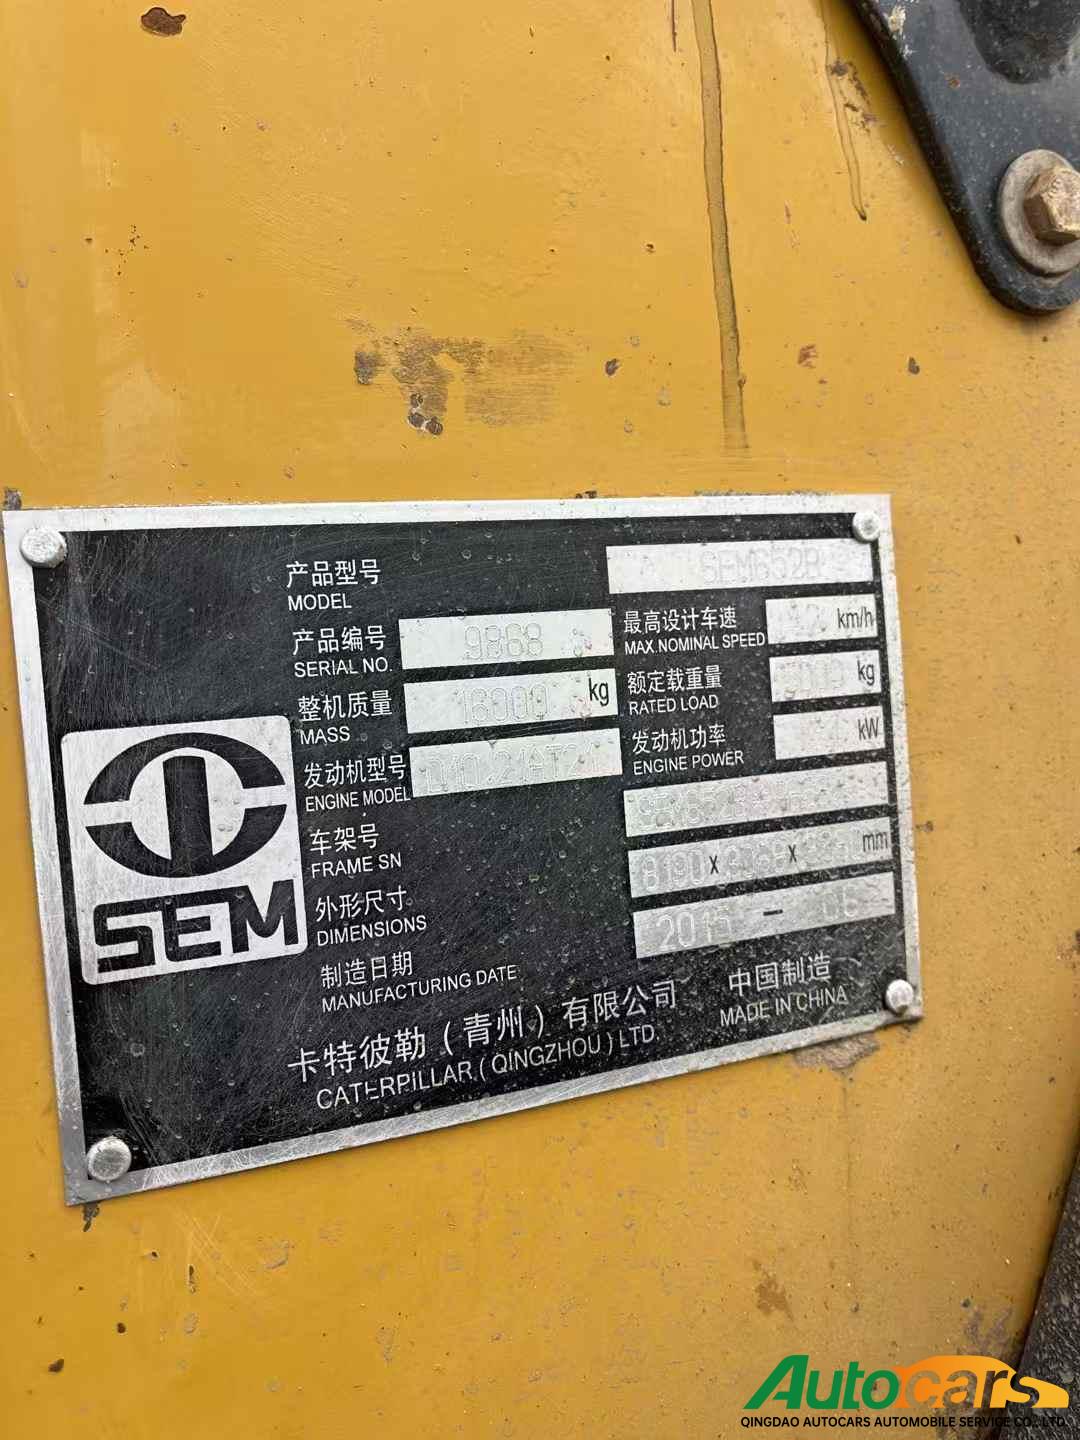 产品型号
MODEL
SEM652B
产品编号
SERIAL NO.
9868
最高设计车速
MAX.NOMINAL SPEED
km/h
整机质量
MASS
16000 kg
额定载重量
RATED LOAD
kg
发动机型号
ENGINE MODEL
发动机功率
ENGINE POWER
kW
车架号
FRAME SN
外形尺寸
DIMENSIONS
8190 x x mm
制造日期
MANUFACTURING DATE
2015 -
SEM
卡特彼勒（青州）有限公司
CATERPILLAR (QINGZHOU) LTD.
中国制造
MADE IN CHINA
Autocars
QINGDAO AUTOCARS AUTOMOBILE SERVICE CO., LTD.